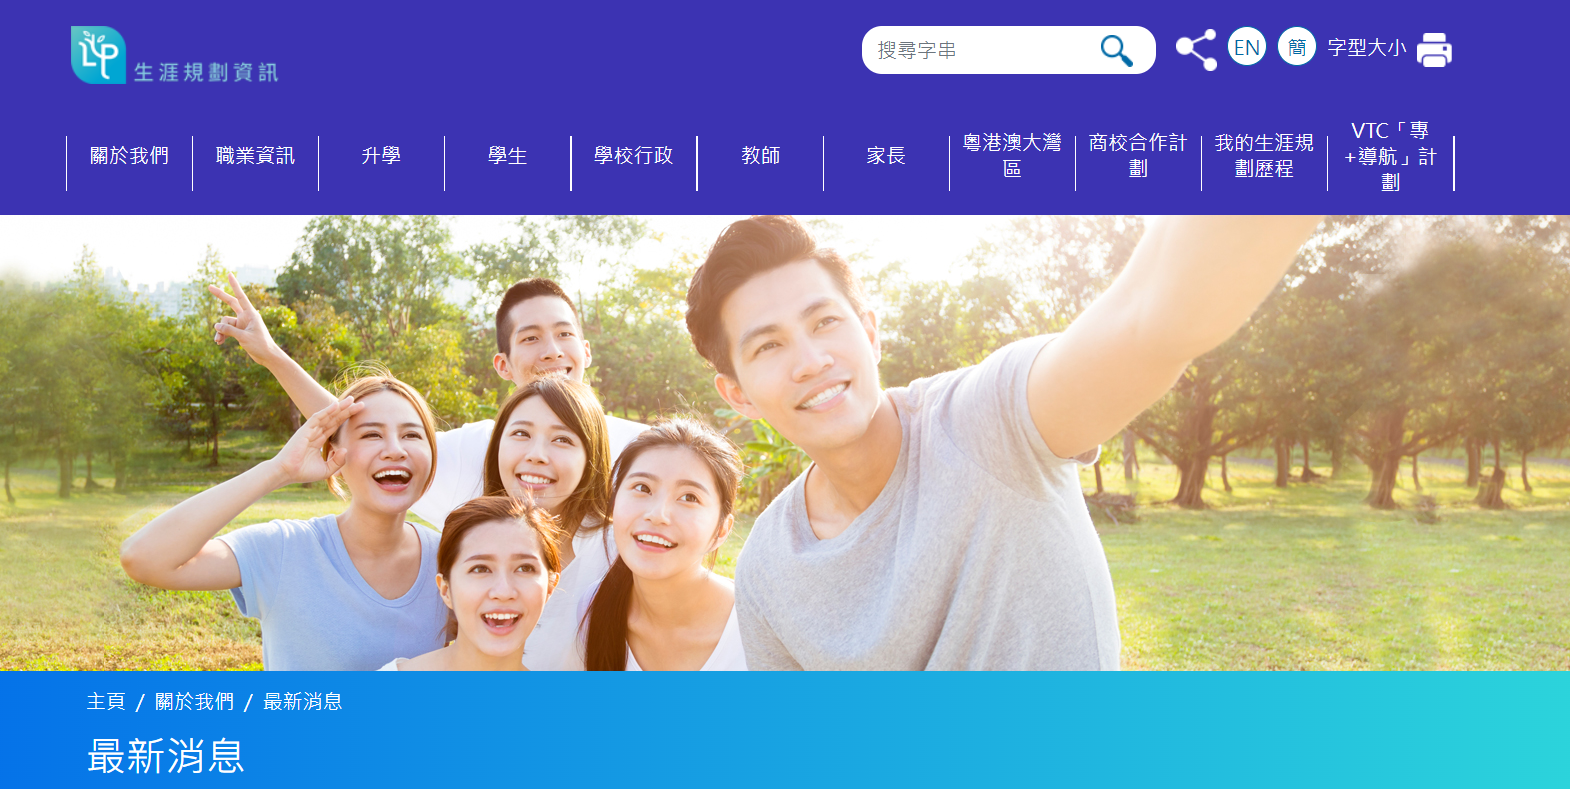 生涯規劃資訊
搜尋字串
EN
簡
字型大小
關於我們
職業資訊
升學
學生
學校行政
教師
家長
粵港澳大灣
區
商校合作計
劃
我的生涯規
劃歷程
VTC「專
+導航」計
劃
主頁 / 關於我們 / 最新消息
最新消息